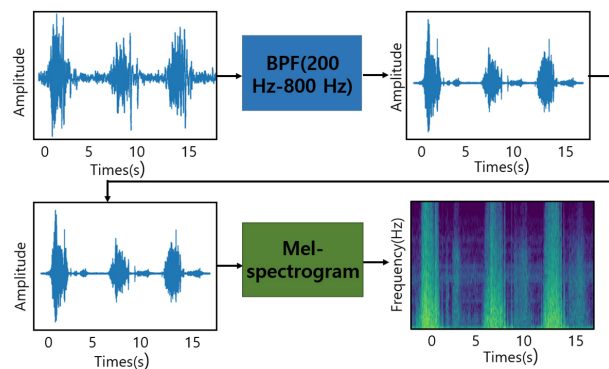 Amplitude
0 5 10 15
Times(s)
BPF(200
Hz-800 Hz)
Amplitude
0 5 10 15
Times(s)
Amplitude
0 5 10 15
Times(s)
Mel-
spectrogram
Frequency(Hz)
0 5 10 15
Times(s)